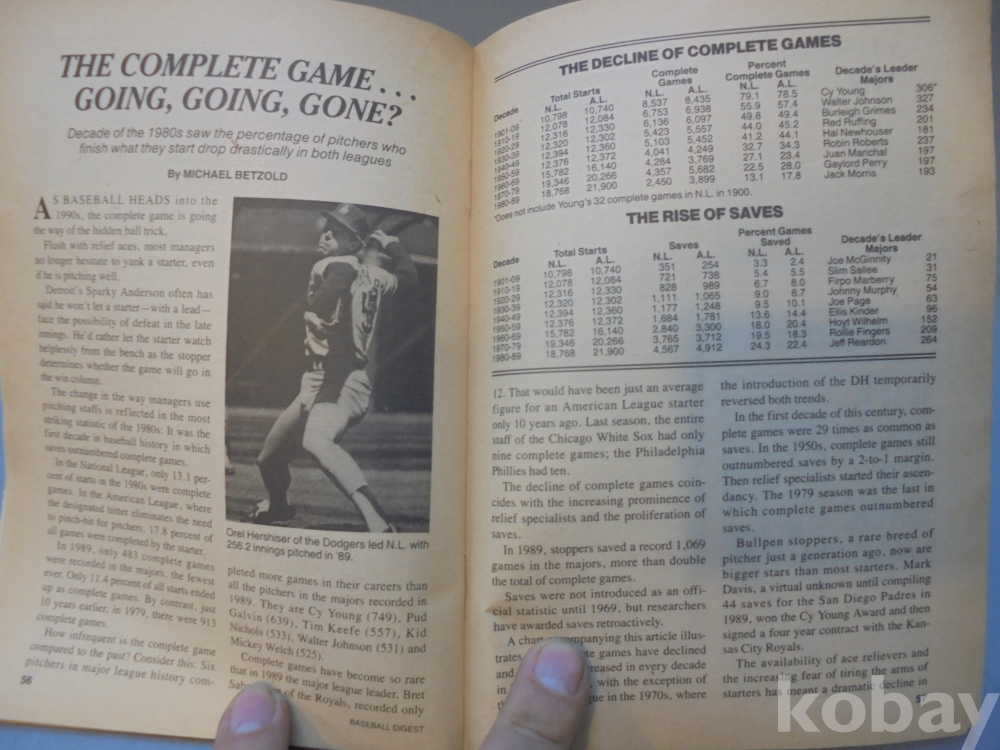 THE COMPLETE GAME . . .
GOING, GOING, GONE?
Decade of the 1980s saw the percentage of pitchers who
finish what they start drop drastically in both leagues
By MICHAEL BETZOLD
AS BASEBALL HEADS into the
1990s, the complete game is going
the way of the hidden ball trick.
Flush with relief aces, most managers
no longer hesitate to yank a starter, even
if he is pitching well.
Detroit's Sparky Anderson often has
said he won't let a starter—with a lead—
face the possibility of defeat in the late
innings. He'd rather let the starter watch
helplessly from the bench as the stopper
determines whether the game will go in
the win column.
The change in the way managers use
pitching staffs is reflected in the most
striking statistic of the 1980s: It was the
first decade in baseball history in which
saves outnumbered complete games.
In the National League, only 13.1 per-
cent of starts in the 1980s were complete
games. In the American League, where
the designated hitter eliminates the need
to pitch-hit for pitchers, 17.8 percent of
all games were completed by the starter.
In 1989, only 483 complete games
were recorded in the majors, the fewest
ever. Only 11.4 percent of all starts ended
up as complete games. By contrast, just
10 years earlier, in 1979, there were 913
complete games.
How infrequent is the complete game
compared to the past? Consider this: Six
pitchers in major league history com-
56
Orel Hershiser of the Dodgers led N.L. with
256.2 innings pitched in '89.
pleted more games in their careers than
all the pitchers in the majors recorded in
1989. They are Cy Young (749), Pud
Galvin (639), Tim Keefe (557), Kid
Nichols (533), Walter Johnson (531) and
Mickey Welch (525).
Complete games have become so rare
that in 1989 the major league leader, Bret
of the Royals, recorded only
BASEBALL DIGEST
THE DECLINE OF COMPLETE GAMES
Decade Total Starts Complete Games Percent Complete Games Decade's Leader Majors
N.L. A.L. N.L. A.L. N.L. A.L.
1901-09 10,798 10,740 8,537 8,435 79.1 78.5 Cy Young 306*
1910-19 12,078 12,084 6,753 6,938 55.9 57.4 Walter Johnson 327
1920-29 12,316 12,330 6,136 6,097 49.8 49.4 Burleigh Grimes 234
1930-39 12,320 12,302 5,423 5,557 44.0 45.2 Red Ruffing 201
1940-49 12,394 12,360 5,103 5,452 41.2 44.1 Hal Newhouser 181
1950-59 12,376 12,372 4,041 4,249 32.7 34.3 Robin Roberts 237
1960-69 15,782 16,140 4,284 3,769 27.1 23.4 Juan Marichal 197
1970-79 19,346 20,266 4,357 5,682 22.5 28.0 Gaylord Perry 197
1980-89 18,768 21,900 2,450 3,899 13.1 17.8 Jack Morris 193
*Does not include Young's 32 complete games in N.L. in 1900.
THE RISE OF SAVES
Decade Total Starts Saves Percent Games Saved Decade's Leader Majors
N.L. A.L. N.L. A.L. N.L. A.L.
1901-09 10,798 10,740 351 254 3.3 2.4 Joe McGinnity 21
1910-19 12,078 12,084 721 738 5.4 5.5 Slim Sallee 31
1920-29 12,316 12,330 828 989 6.7 8.0 Firpo Marberry 75
1930-39 12,320 12,302 1,111 1,065 9.0 8.7 Johnny Murphy 54
1940-49 12,394 12,360 1,177 1,248 9.5 10.1 Joe Page 63
1950-59 12,376 12,372 1,684 1,781 13.6 14.4 Ellis Kinder 96
1960-69 15,782 16,140 2,840 3,300 18.0 20.4 Hoyt Wilhelm 152
1970-79 19,346 20,266 3,765 3,712 19.5 18.3 Rollie Fingers 209
1980-89 18,768 21,900 4,567 4,912 24.3 22.4 Jeff Reardon 264
12. That would have been just an average
figure for an American League starter
only 10 years ago. Last season, the entire
staff of the Chicago White Sox had only
nine complete games; the Philadelphia
Phillies had ten.
The decline of complete games coin-
cides with the increasing prominence of
relief specialists and the proliferation of
saves.
In 1989, stoppers saved a record 1,069
games in the majors, more than double
the total of complete games.
Saves were not introduced as an offi-
cial statistic until 1969, but researchers
have awarded saves retroactively.
A chart accompanying this article illus-
trates games have declined
and in every decade
with the exception of
in the 1970s, where
the introduction of the DH temporarily
reversed both trends.
In the first decade of this century, com-
plete games were 29 times as common as
saves. In the 1950s, complete games still
outnumbered saves by a 2-to-1 margin.
Then relief specialists started their ascen-
dancy. The 1979 season was the last in
which complete games outnumbered
saves.
Bullpen stoppers, a rare breed of
pitcher just a generation ago, now are
bigger stars than most starters. Mark
Davis, a virtual unknown until compiling
44 saves for the San Diego Padres in
1989, won the Cy Young Award and then
signed a four year contract with the Kan-
sas City Royals.
The availability of ace relievers and
the increasing fear of tiring the arms of
starters has meant a dramatic decline in
kobay